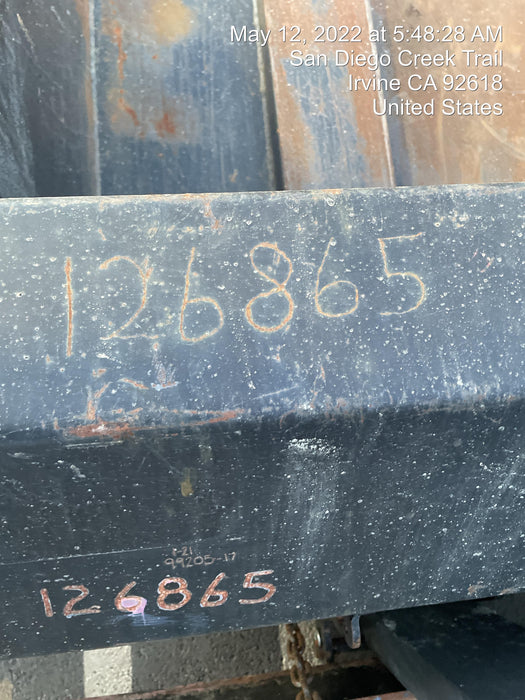 May 12, 2022 at 5:48:28 AM
San Diego Creek Trail
Irvine CA 92618
United States
126865
99205-17
126865